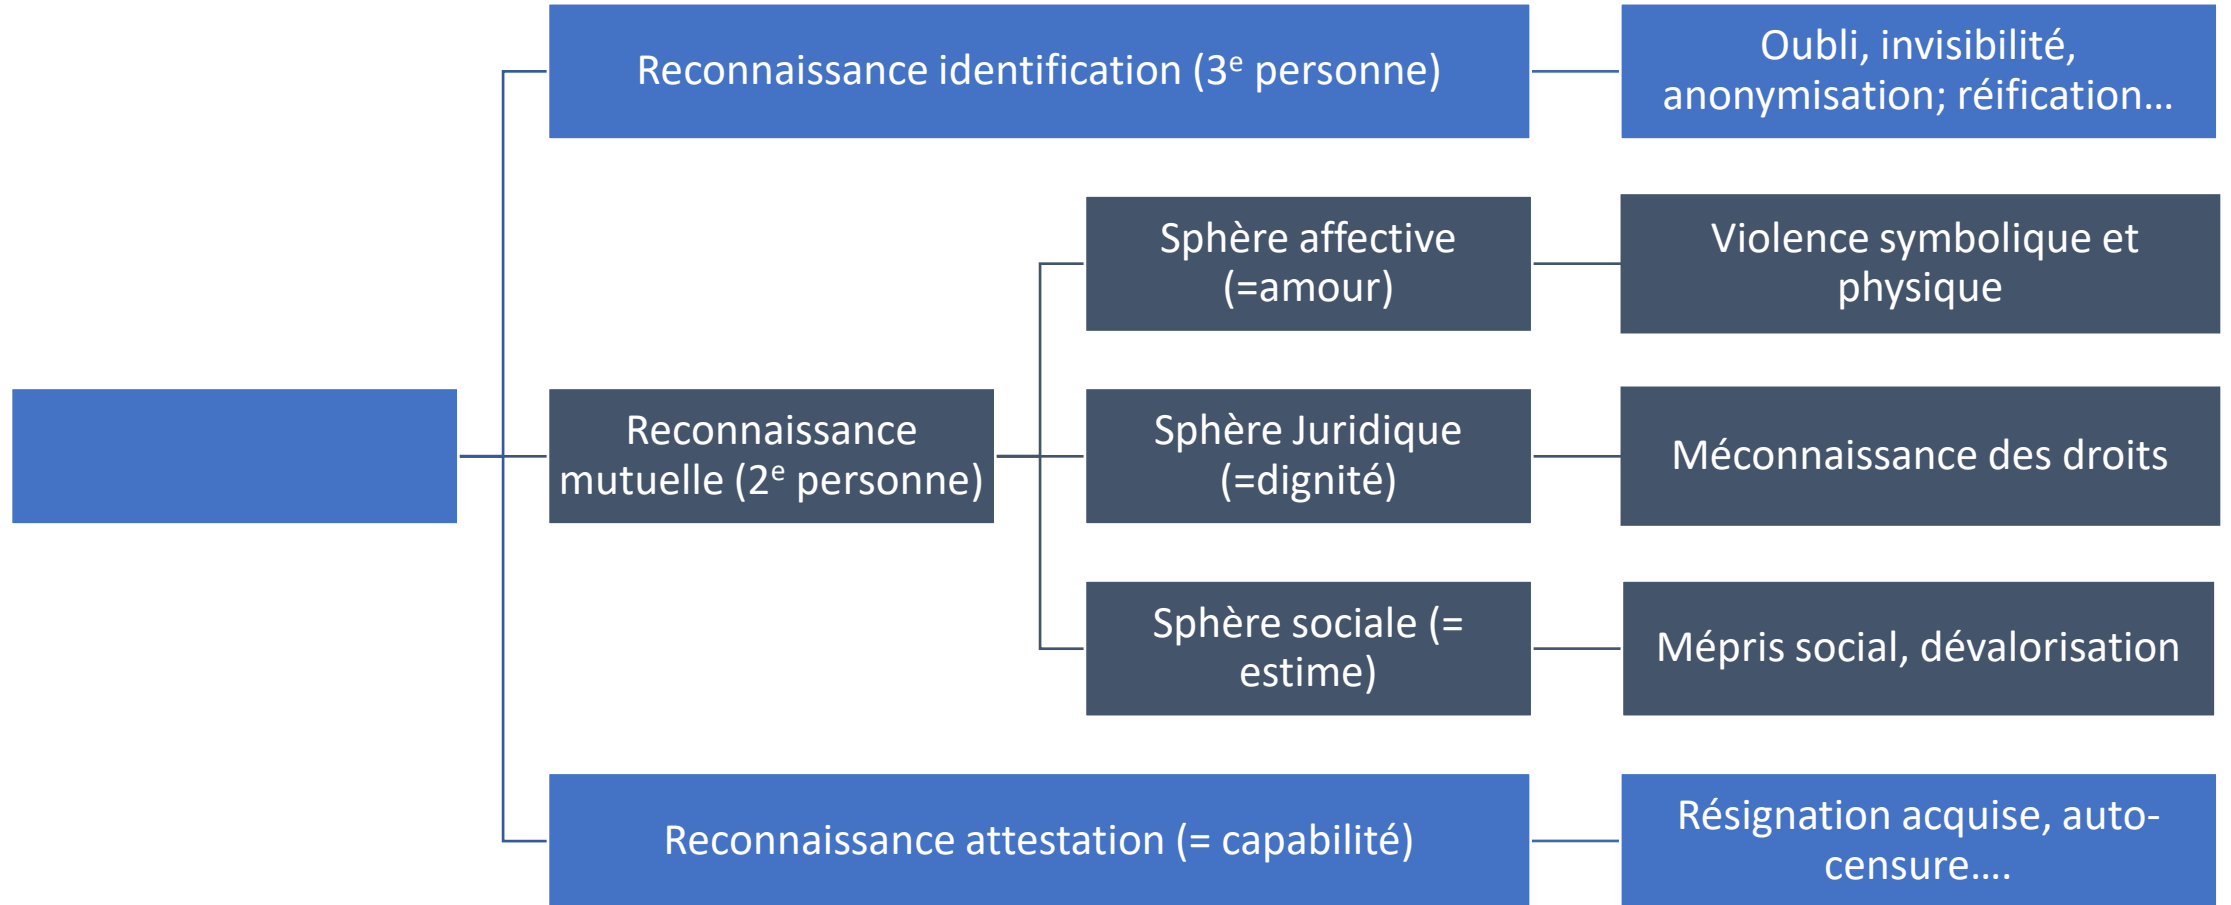 Reconnaissance identification (3e personne)
Oubli, invisibilité,
anonymisation; réification...
Sphère affective
(=amour)
Violence symbolique et
physique
Reconnaissance
mutuelle (2e personne)
Sphère Juridique
(=dignité)
Méconnaissance des droits
Sphère sociale (=
estime)
Mépris social, dévalorisation
Reconnaissance attestation (= capabilité)
Résignation acquise, auto-
censure....